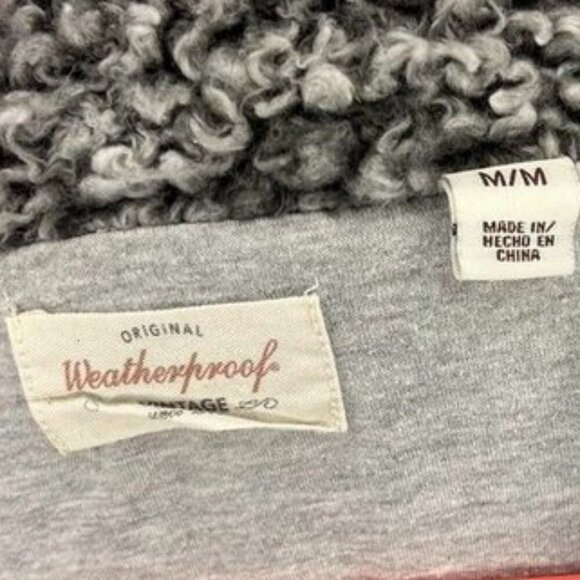 M/M
MADE IN/
HECHO EN
CHINA
ORIGINAL
Weatherproof®
VINTAGE